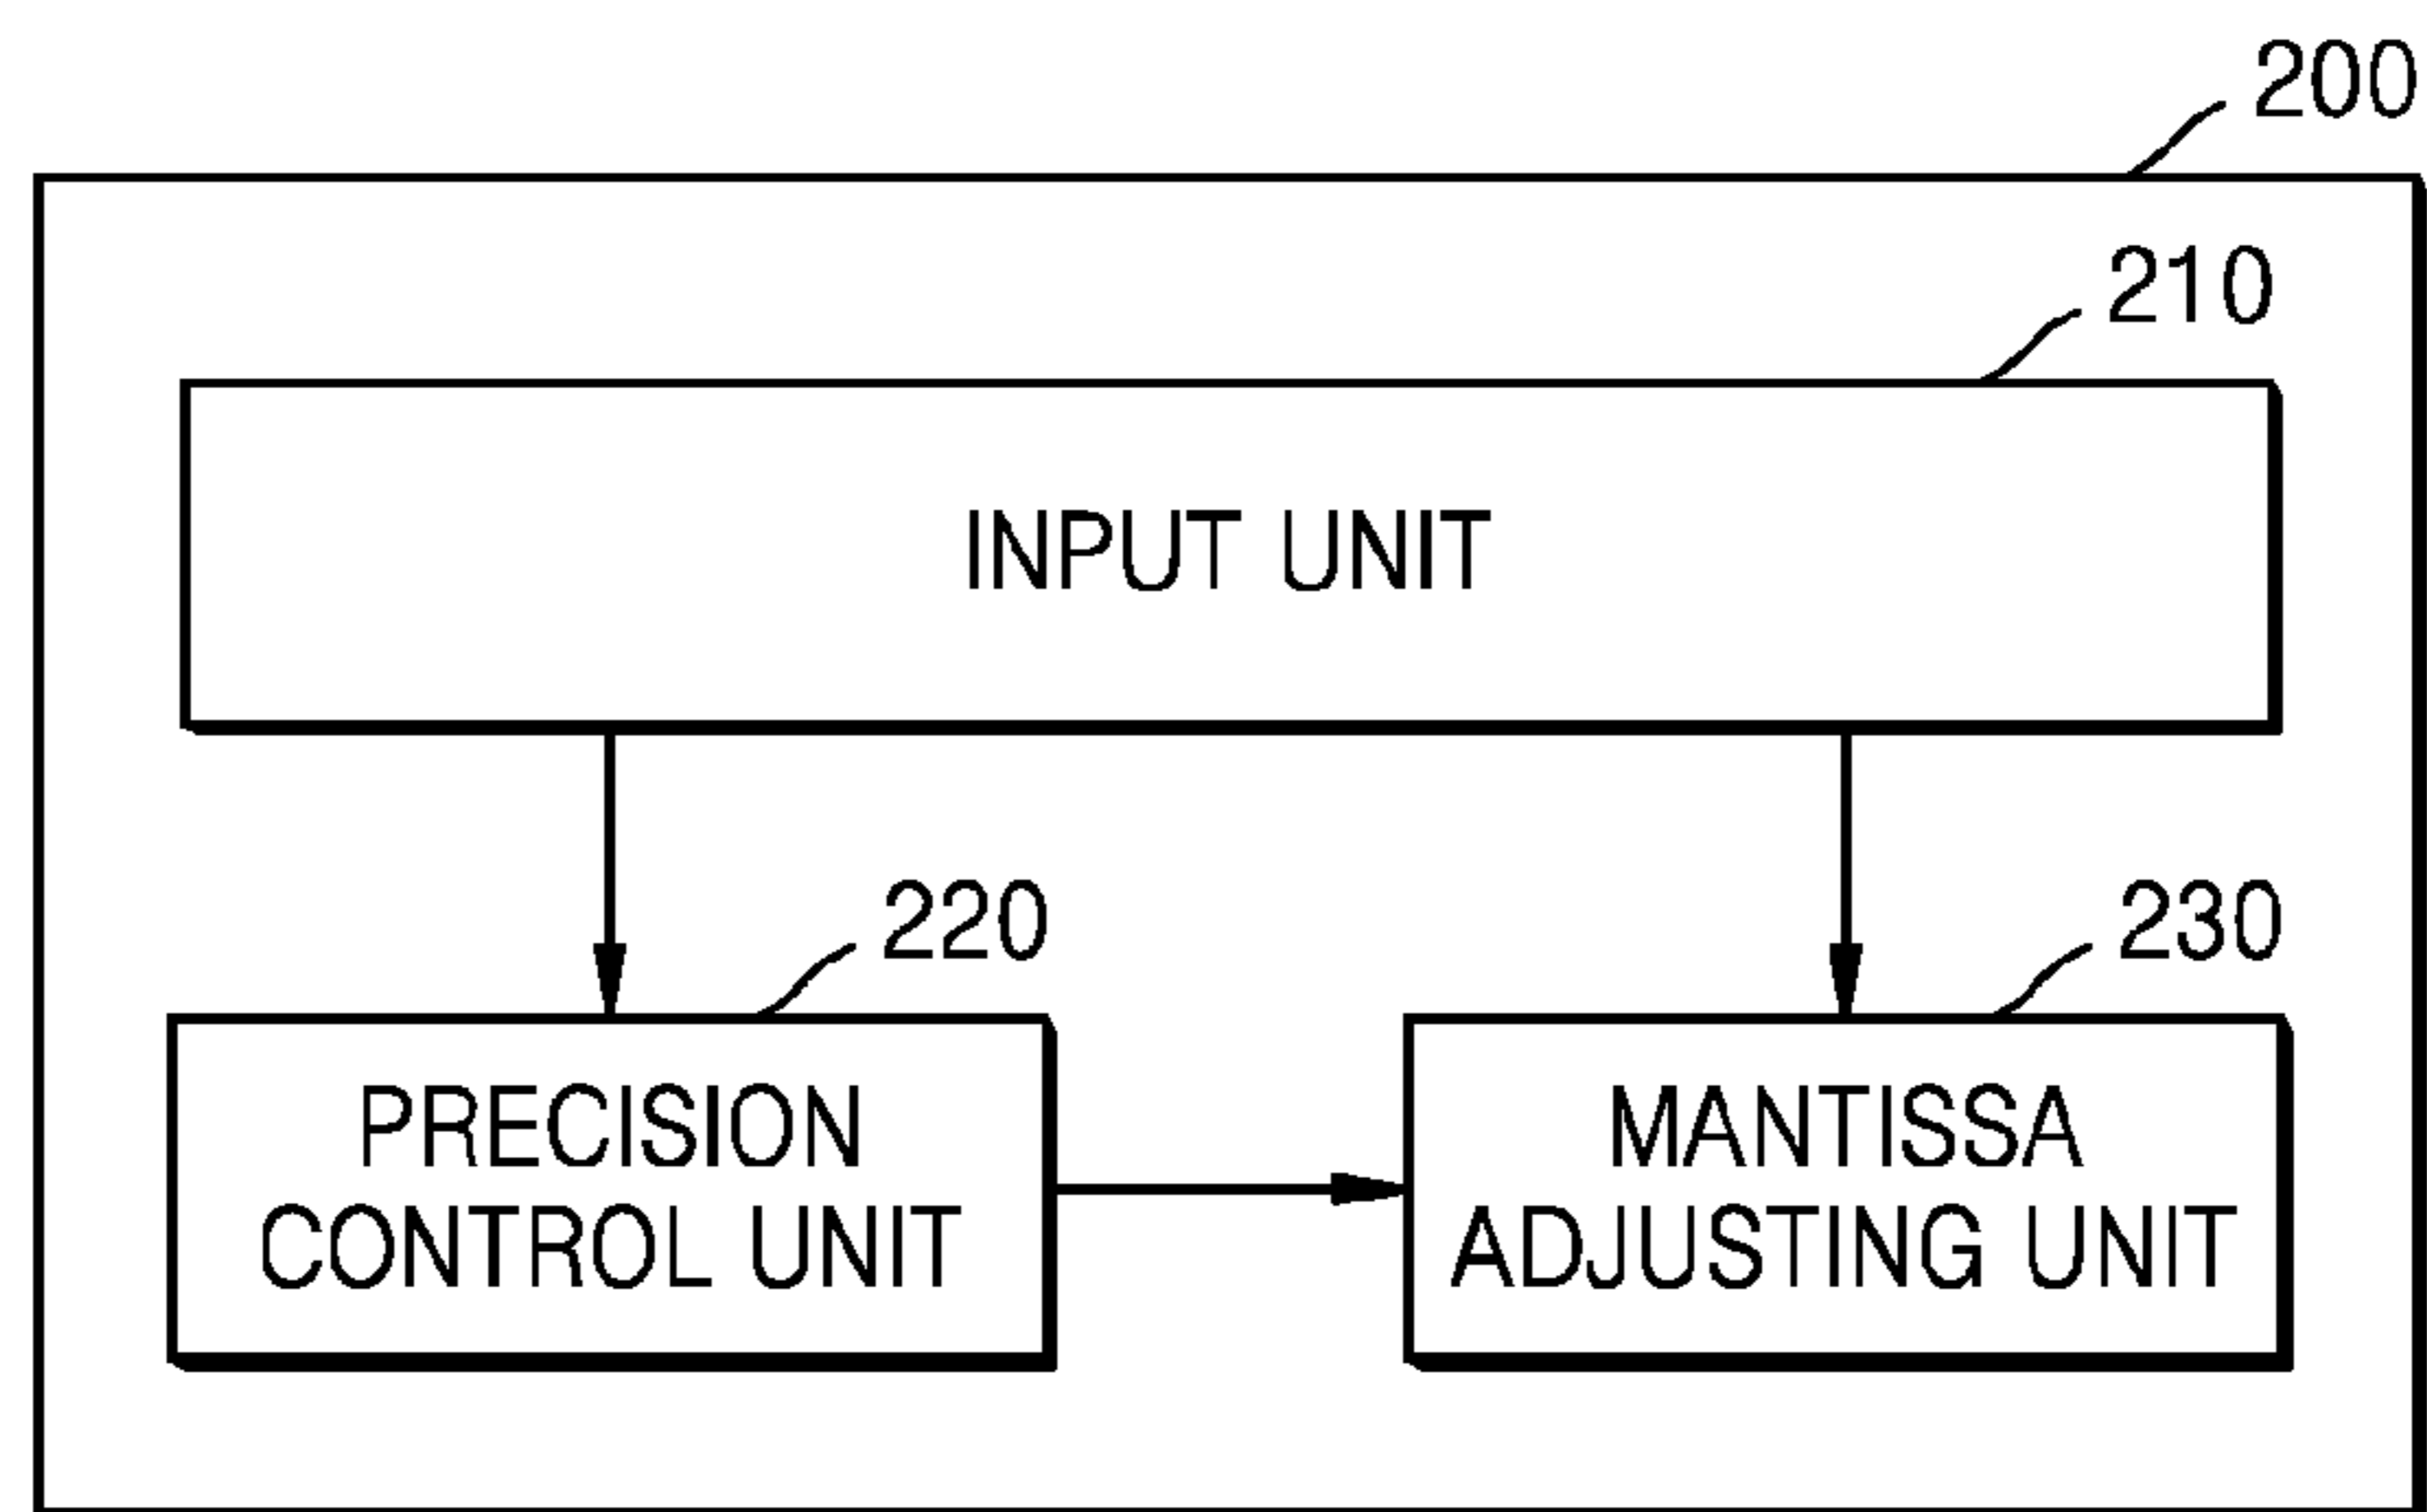 200
210
INPUT UNIT
220
230
PRECISION
CONTROL UNIT
MANTISSA
ADJUSTING UNIT